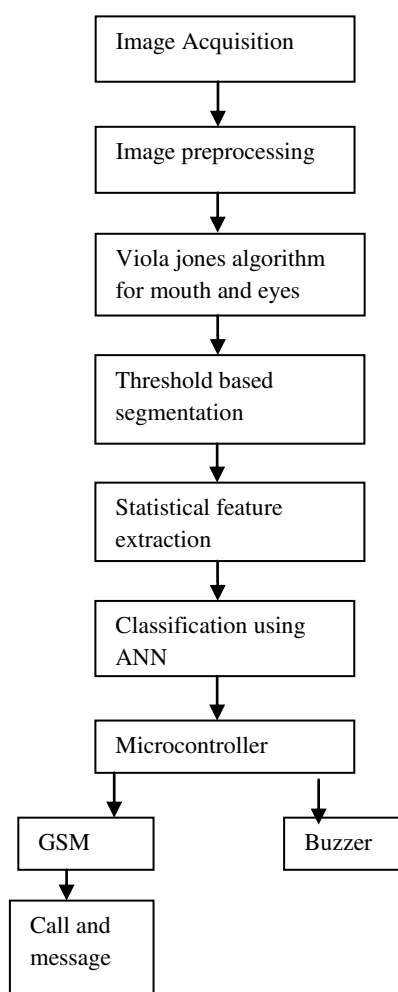 Image Acquisition
Image preprocessing
Viola jones algorithm
for mouth and eyes
Threshold based
segmentation
Statistical feature
extraction
Classification using
ANN
Microcontroller
GSM
Buzzer
Call and
message